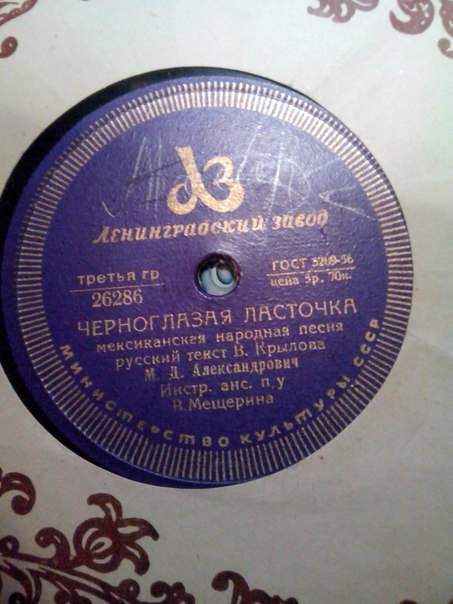 ЛЗ
Ленинградский завод
третья гр
26286
ГОСТ 5289-56
цена 5р. 70к.
ЧЕРНОГЛАЗАЯ ЛАСТОЧКА
мексиканская народная песня
русский текст В. Крылова
М. Д. Александрович
Инстр. анс. п/у
В. Мещерина
МИНИСТЕРСТВО КУЛЬТУРЫ СССР